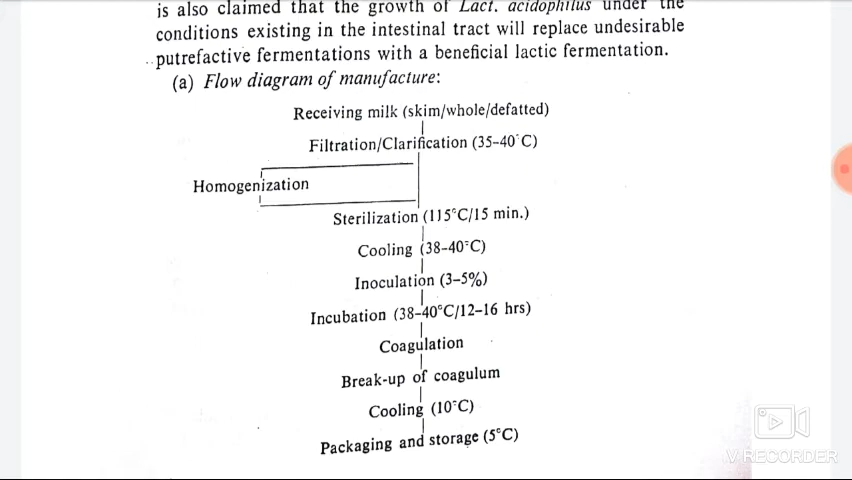 is also claimed that the growth of Lact. acidophilus under the
conditions existing in the intestinal tract will replace undesirable
putrefactive fermentations with a beneficial lactic fermentation.
(a) Flow diagram of manufacture:
Receiving milk (skim/whole/defatted)
Filtration/Clarification (35–40°C)
Homogenization
Sterilization (115°C/15 min.)
Cooling (38–40°C)
Inoculation (3–5%)
Incubation (38–40°C/12–16 hrs)
Coagulation
Break-up of coagulum
Cooling (10°C)
Packaging and storage (5°C)
V RECORDER